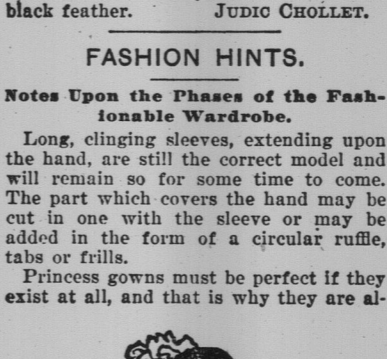 black feather. JUDIC CHOLLET.
FASHION HINTS.
Notes Upon the Phases of the Fash-
ionable Wardrobe.
Long, clinging sleeves, extending upon
the hand, are still the correct model and
will remain so for some time to come.
The part which covers the hand may be
cut in one with the sleeve or may be
added in the form of a circular ruffle,
tabs or frills.
Princess gowns must be perfect if they
exist at all, and that is why they are al-